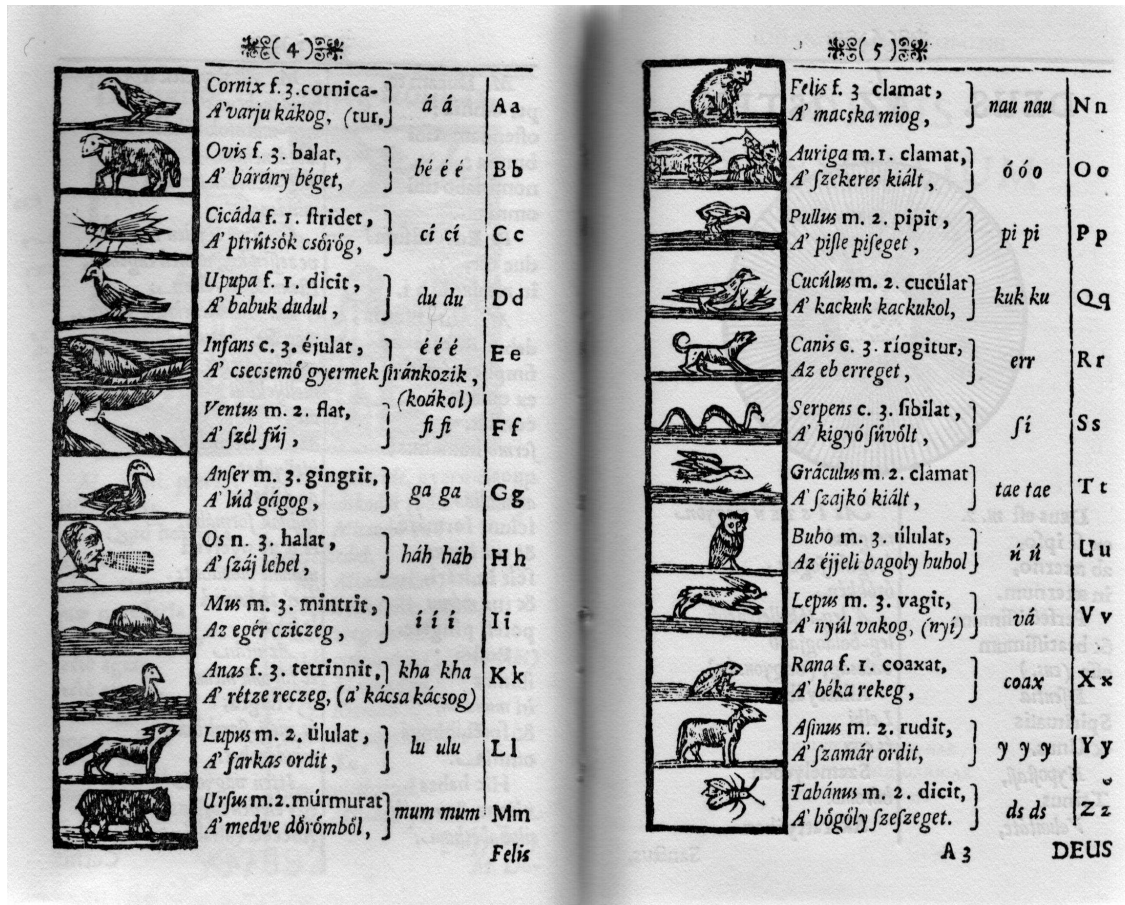 ( 4 )
Cornix f. 3. cornica- á á Aa
A' varju kákog, (tur,
Ovis f. 3. balat, bé é é Bb
A' bárány béget,
Cicáda f. 1. ſtridet, cí cí Cc
A' ptrútsök csörög,
Upupa f. 1. dicit, du du Dd
A' babuk dudul,
Infans c. 3. éjulat, é é é Ee
A' csecsemő gyermek ſiránkozik,
(koákol)
Ventus m. 2. flat, fi fi Ff
A' ſzél fúj,
Anſer m. 3. gingrit, ga ga Gg
A' lúd gágog,
Os n. 3. halat, háh háh Hh
A' ſzáj lehel,
Mus m. 3. mintrit, í í í Ii
Az egér cziczeg,
Anas f. 3. tetrinnit, kha kha Kk
A' rétze reczeg, (a' kácsa kácsog)
Lupus m. 2. úlulat, lu ulu Ll
A' farkas ordit,
Urſus m. 2. múrmurat mum mum Mm
A' medve dörömböl,
Felis
( 5 )
Felis f. 3 clamat, nau nau Nn
A' macska miog,
Auriga m. 1. clamat, ó ó o Oo
A' ſzekeres kiált,
Pullus m. 2. pipit, pi pi Pp
A' piſle piſeget,
Cucúlus m. 2. cucúlat kuk ku Qq
A' kackuk kackukol,
Canis c. 3. ríogitur, err Rr
Az eb erreget,
Serpens c. 3. ſibilat, ſí Ss
A' kigyó ſüvölt,
Gráculus m. 2. clamat tae tae Tt
A' ſzajkó kiált,
Bubo m. 3. úlulat, ú ú Uu
Az éjjeli bagoly huhol
Lepus m. 3. vagit, vá Vv
A' nyúl vakog, (nyí)
Rana f. 1. coaxat, coax Xx
A' béka rekeg,
Aſinus m. 2. rudit, y y y Yy
A' ſzamár ordit,
Tabánus m. 2. dicit, ds ds Zz
A' bögöly ſzeſzeget.
A 3 DEUS